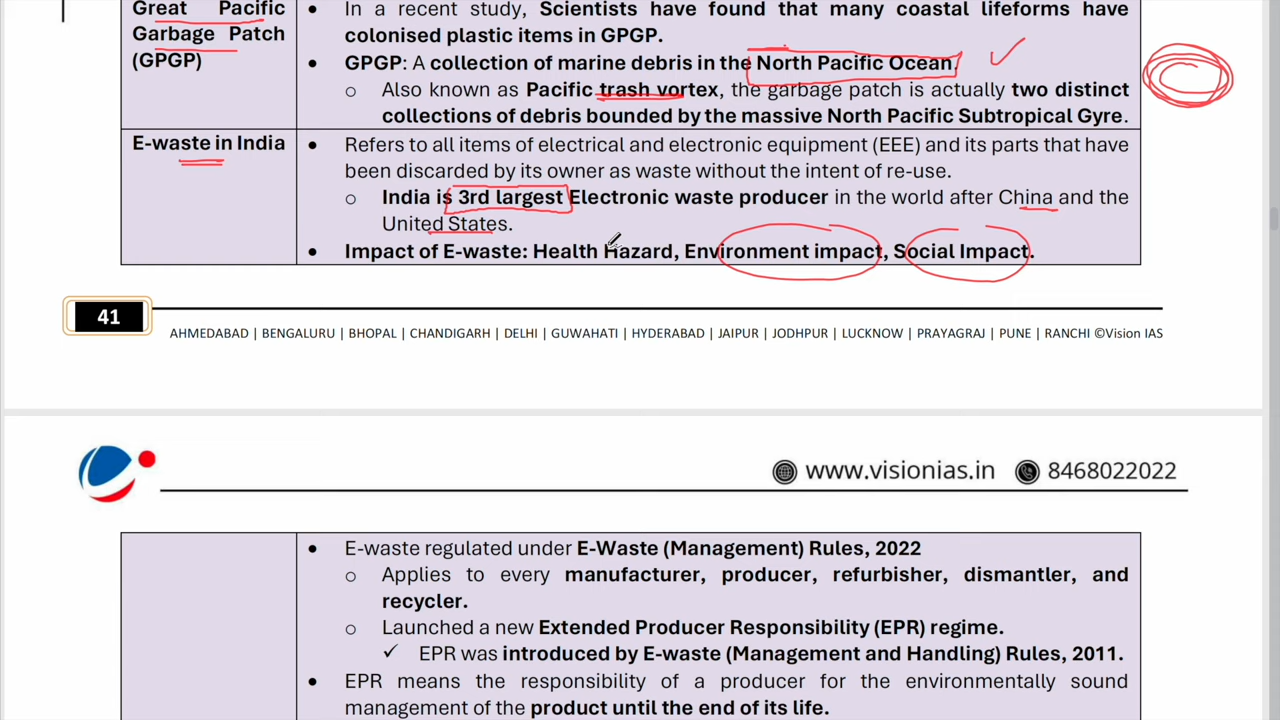 Great Pacific
Garbage Patch
(GPGP)
• In a recent study, Scientists have found that many coastal lifeforms have
colonised plastic items in GPGP.
• GPGP: A collection of marine debris in the North Pacific Ocean.
o Also known as Pacific trash vortex, the garbage patch is actually two distinct
collections of debris bounded by the massive North Pacific Subtropical Gyre.
E-waste in India
• Refers to all items of electrical and electronic equipment (EEE) and its parts that have
been discarded by its owner as waste without the intent of re-use.
o India is 3rd largest Electronic waste producer in the world after China and the
United States.
• Impact of E-waste: Health Hazard, Environment impact, Social Impact.
41
AHMEDABAD | BENGALURU | BHOPAL | CHANDIGARH | DELHI | GUWAHATI | HYDERABAD | JAIPUR | JODHPUR | LUCKNOW | PRAYAGRAJ | PUNE | RANCHI ©Vision IAS
www.visionias.in 8468022022
• E-waste regulated under E-Waste (Management) Rules, 2022
o Applies to every manufacturer, producer, refurbisher, dismantler, and
recycler.
o Launched a new Extended Producer Responsibility (EPR) regime.
✓ EPR was introduced by E-waste (Management and Handling) Rules, 2011.
• EPR means the responsibility of a producer for the environmentally sound
management of the product until the end of its life.